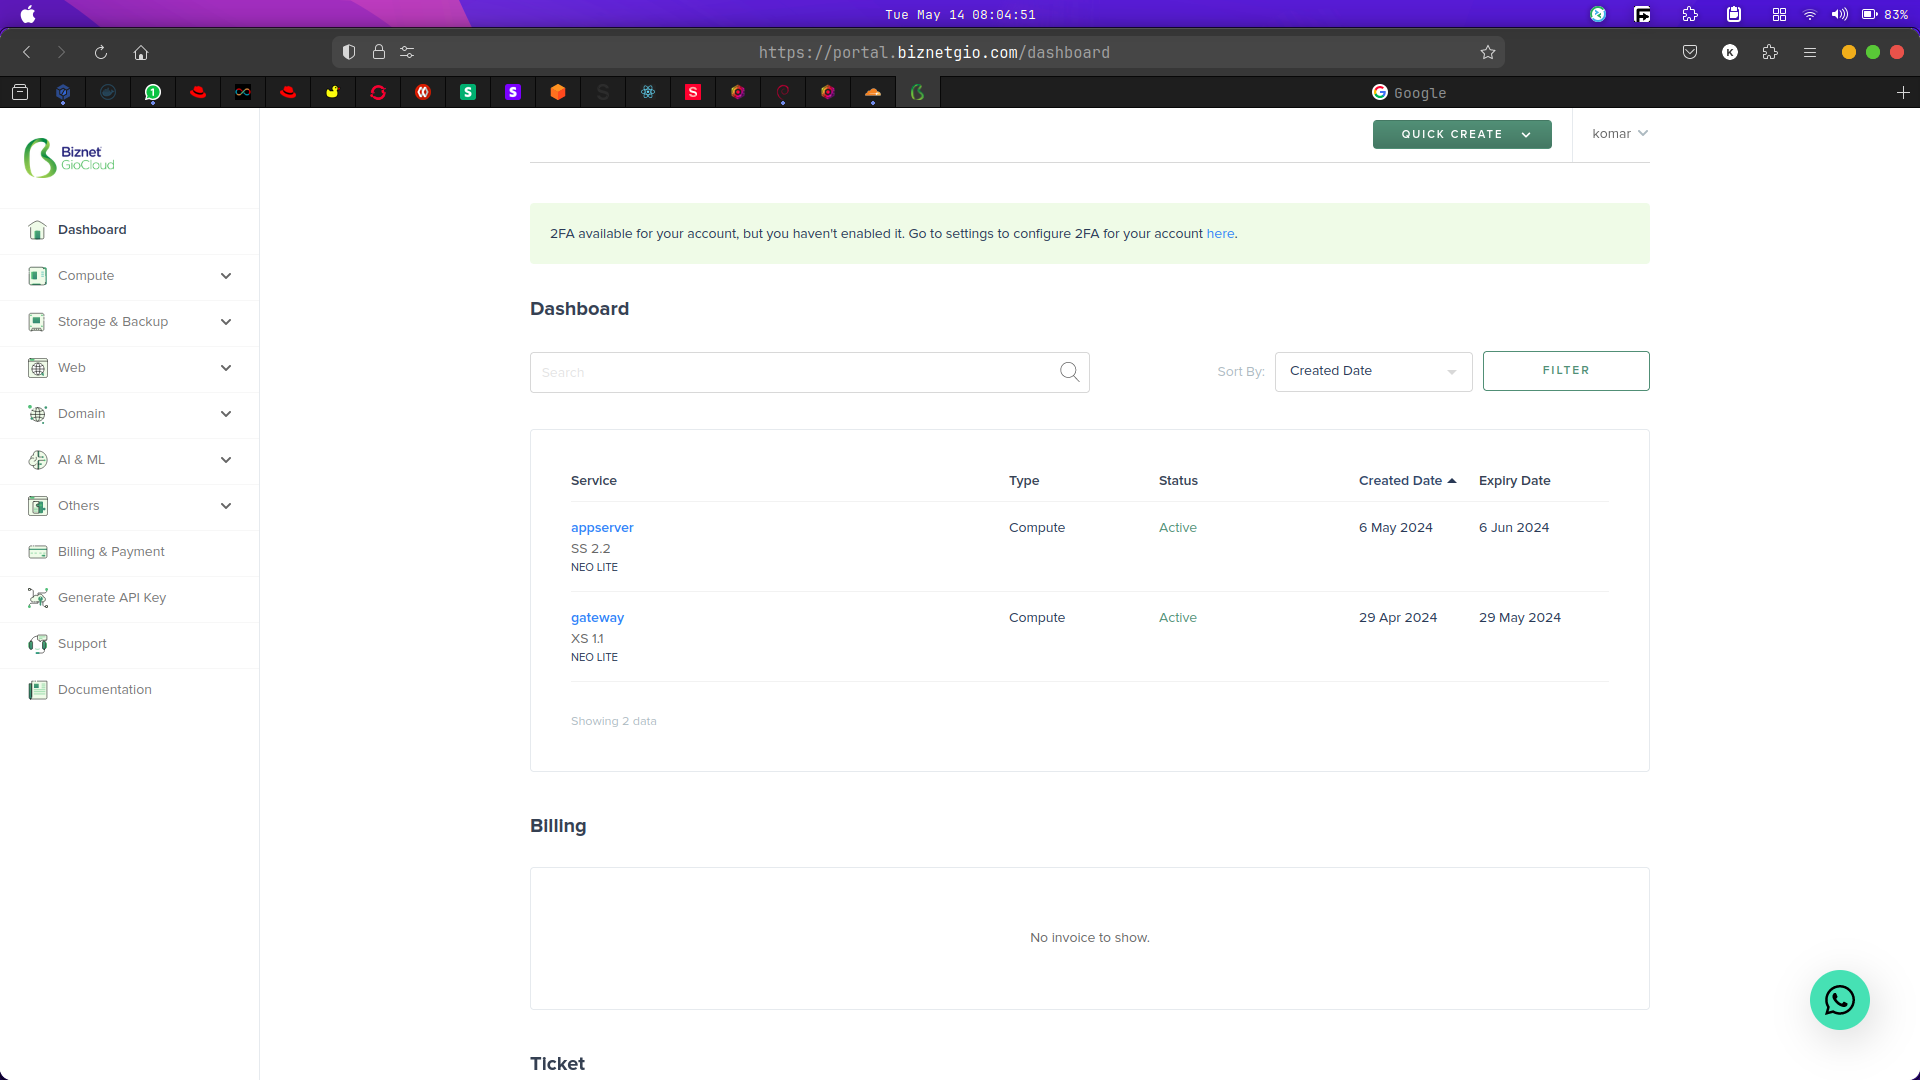 Tue May 14 08:04:51
83%
https://portal.biznetgio.com/dashboard
K
1
S
S
S
S
Google
Biznet
GioCloud
QUICK CREATE
komar
Dashboard
Compute
Storage & Backup
Web
Domain
AI & ML
Others
Billing & Payment
Generate API Key
Support
Documentation
2FA available for your account, but you haven't enabled it. Go to settings to configure 2FA for your account here.
Dashboard
Search
Sort By:
Created Date
FILTER
Service Type Status Created Date Expiry Date
appserver Compute Active 6 May 2024 6 Jun 2024
SS 2.2
NEO LITE
gateway Compute Active 29 Apr 2024 29 May 2024
XS 1.1
NEO LITE
Showing 2 data
Billing
No invoice to show.
Ticket